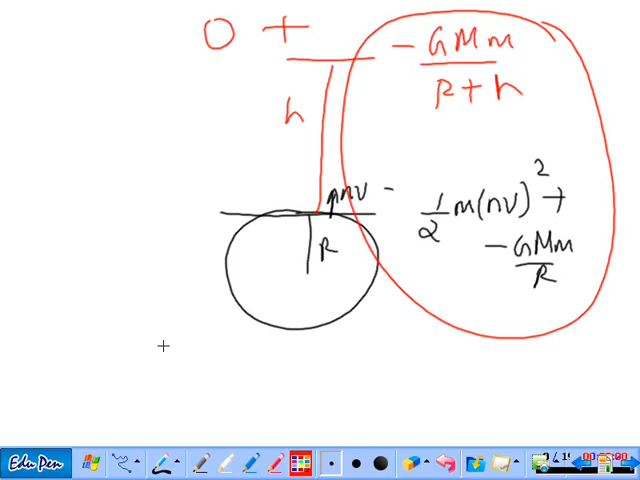 0 + - GMm
R + h
h
nv -
1/2 m(nv)² +
R
- GMm
R
Edu Pen